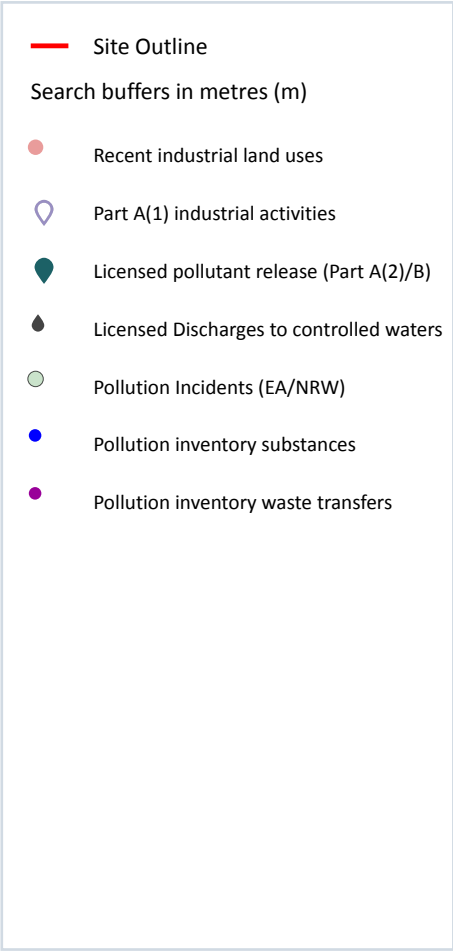 Site Outline
Search buffers in metres (m)
Recent industrial land uses
Part A(1) industrial activities
Licensed pollutant release (Part A(2)/B)
Licensed Discharges to controlled waters
Pollution Incidents (EA/NRW)
Pollution inventory substances
Pollution inventory waste transfers